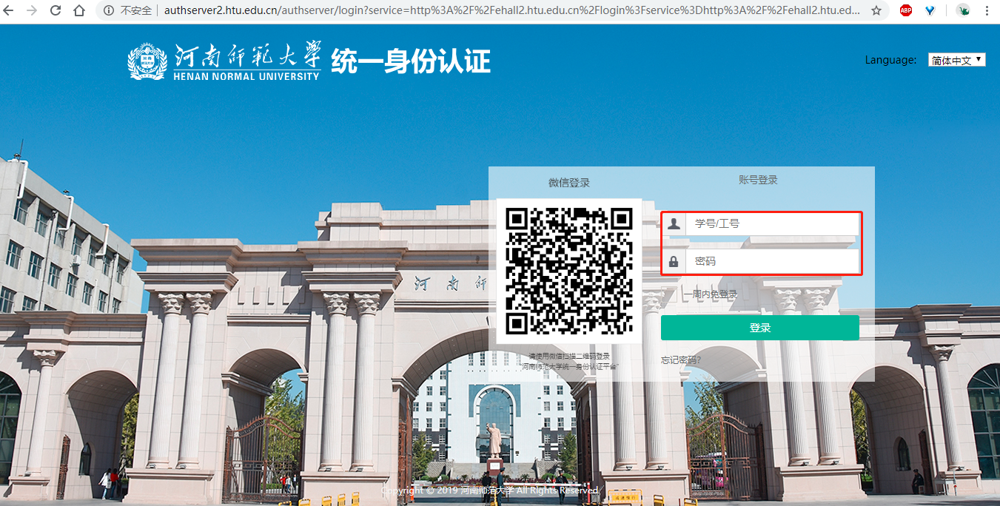 不安全 authserver2.htu.edu.cn/authserver/login?service=http%3A%2F%2Fehall2.htu.edu.cn%2Flogin%3Fservice%3Dhttp%3A%2F%2Fehall2.htu.ed...
ABP
河南师范大学 统一身份认证
HENAN NORMAL UNIVERSITY
Language: 简体中文
微信登录
账号登录
学号/工号
密码
河南师
一周内免登录
登录
请使用微信扫描二维码登录
"河南师范大学统一身份认证平台"
忘记密码?
Copyright © 2019 河南师范大学 All Rights Reserved.